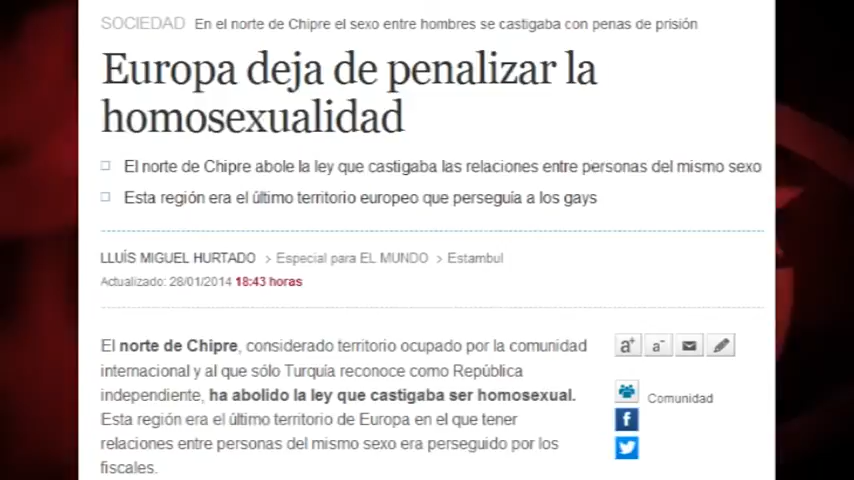 SOCIEDAD En el norte de Chipre el sexo entre hombres se castigaba con penas de prisión
Europa deja de penalizar la
homosexualidad
El norte de Chipre abole la ley que castigaba las relaciones entre personas del mismo sexo
Esta región era el último territorio europeo que perseguía a los gays
LLUÍS MIGUEL HURTADO > Especial para EL MUNDO > Estambul
Actualizado: 28/01/2014 18:43 horas
El norte de Chipre, considerado territorio ocupado por la comunidad
internacional y al que sólo Turquía reconoce como República
independiente, ha abolido la ley que castigaba ser homosexual.
Esta región era el último territorio de Europa en el que tener
relaciones entre personas del mismo sexo era perseguido por los
fiscales.
a+ a-
Comunidad